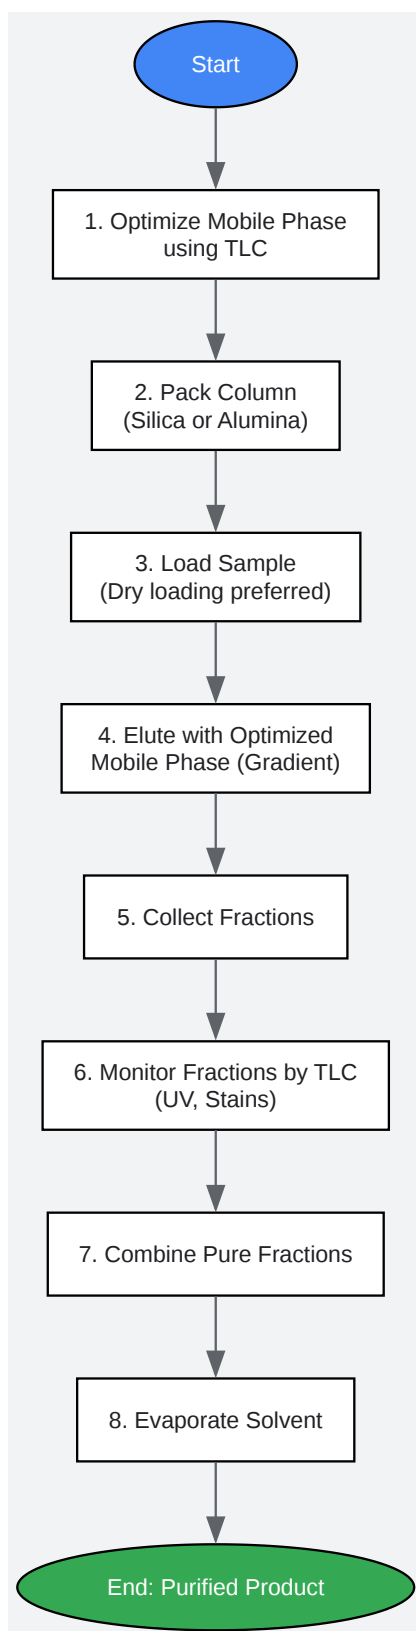 Start
1. Optimize Mobile Phase
using TLC
2. Pack Column
(Silica or Alumina)
3. Load Sample
(Dry loading preferred)
4. Elute with Optimized
Mobile Phase (Gradient)
5. Collect Fractions
6. Monitor Fractions by TLC
(UV, Stains)
7. Combine Pure Fractions
8. Evaporate Solvent
End: Purified Product